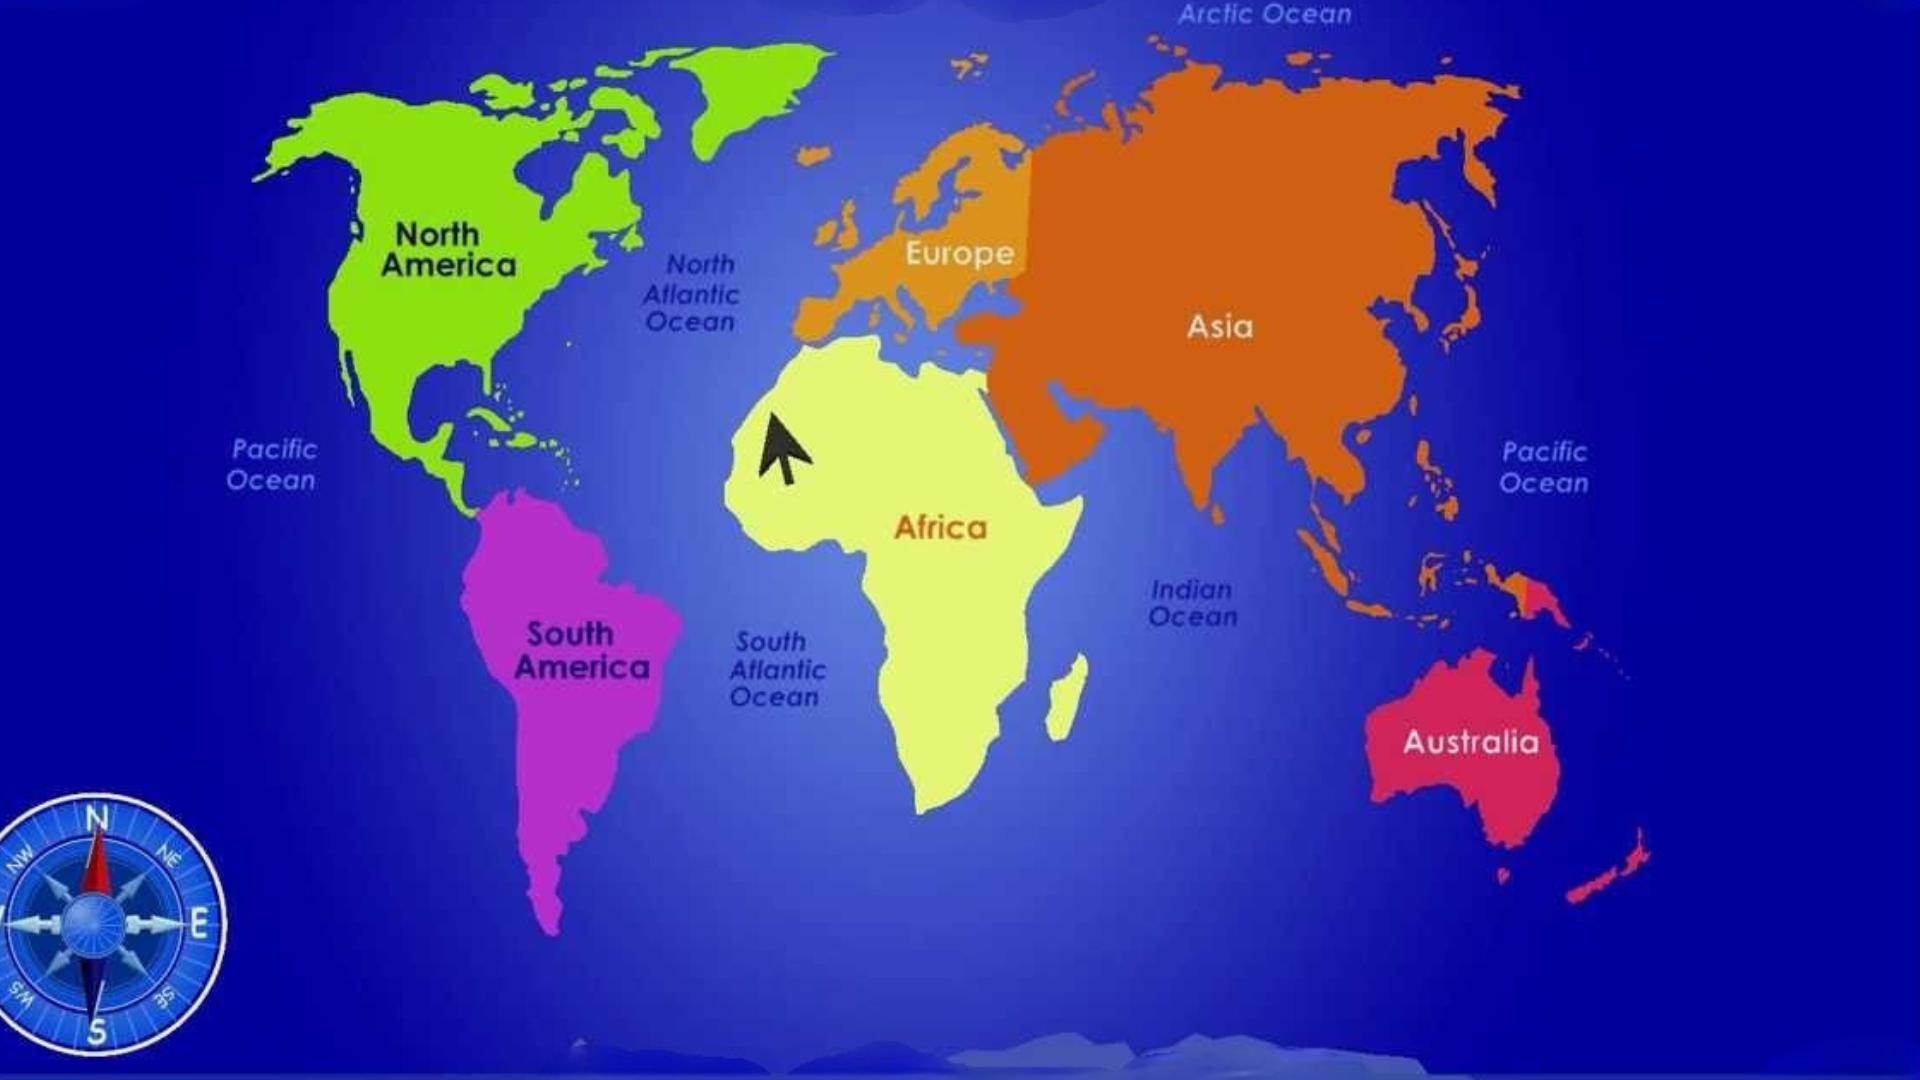 Arctic Ocean
North
America
Europe
North
Atlantic
Ocean
Asia
Pacific
Ocean
Pacific
Ocean
Africa
Indian
Ocean
South
America
South
Atlantic
Ocean
Australia
N
NW
NE
E
SW
SE
S